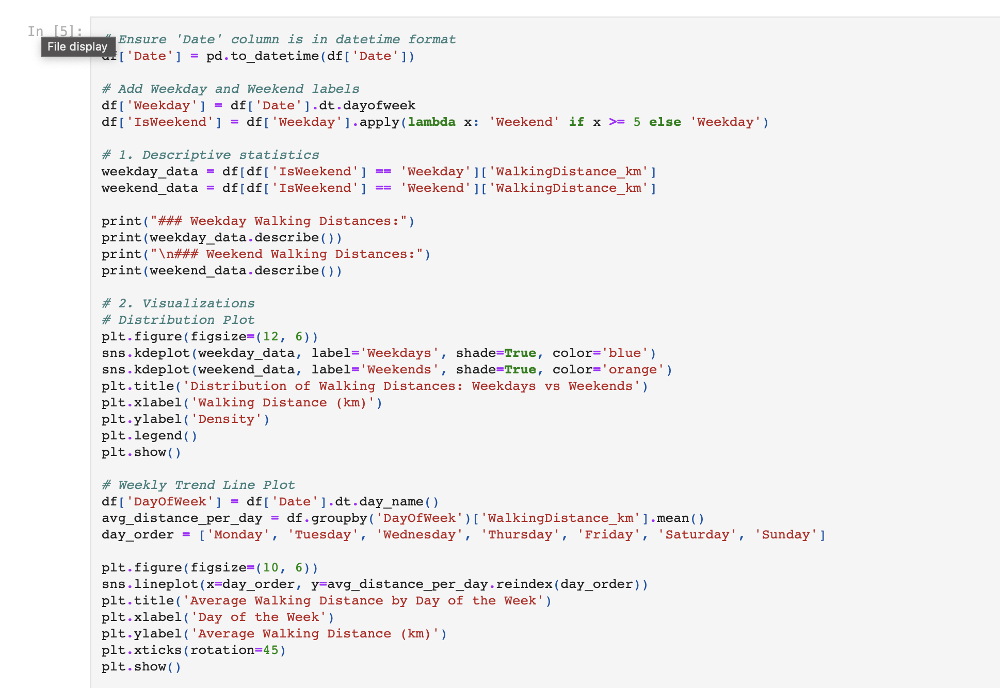 In [5]:
File display
# Ensure 'Date' column is in datetime format
df['Date'] = pd.to_datetime(df['Date'])
# Add Weekday and Weekend labels
df['Weekday'] = df['Date'].dt.dayofweek
df['IsWeekend'] = df['Weekday'].apply(lambda x: 'Weekend' if x >= 5 else 'Weekday')
# 1. Descriptive statistics
weekday_data = df[df['IsWeekend'] == 'Weekday']['WalkingDistance_km']
weekend_data = df[df['IsWeekend'] == 'Weekend']['WalkingDistance_km']
print("### Weekday Walking Distances:")
print(weekday_data.describe())
print("\n### Weekend Walking Distances:")
print(weekend_data.describe())
# 2. Visualizations
# Distribution Plot
plt.figure(figsize=(12, 6))
sns.kdeplot(weekday_data, label='Weekdays', shade=True, color='blue')
sns.kdeplot(weekend_data, label='Weekends', shade=True, color='orange')
plt.title('Distribution of Walking Distances: Weekdays vs Weekends')
plt.xlabel('Walking Distance (km)')
plt.ylabel('Density')
plt.legend()
plt.show()
# Weekly Trend Line Plot
df['DayOfWeek'] = df['Date'].dt.day_name()
avg_distance_per_day = df.groupby('DayOfWeek')['WalkingDistance_km'].mean()
day_order = ['Monday', 'Tuesday', 'Wednesday', 'Thursday', 'Friday', 'Saturday', 'Sunday']
plt.figure(figsize=(10, 6))
sns.lineplot(x=day_order, y=avg_distance_per_day.reindex(day_order))
plt.title('Average Walking Distance by Day of the Week')
plt.xlabel('Day of the Week')
plt.ylabel('Average Walking Distance (km)')
plt.xticks(rotation=45)
plt.show()